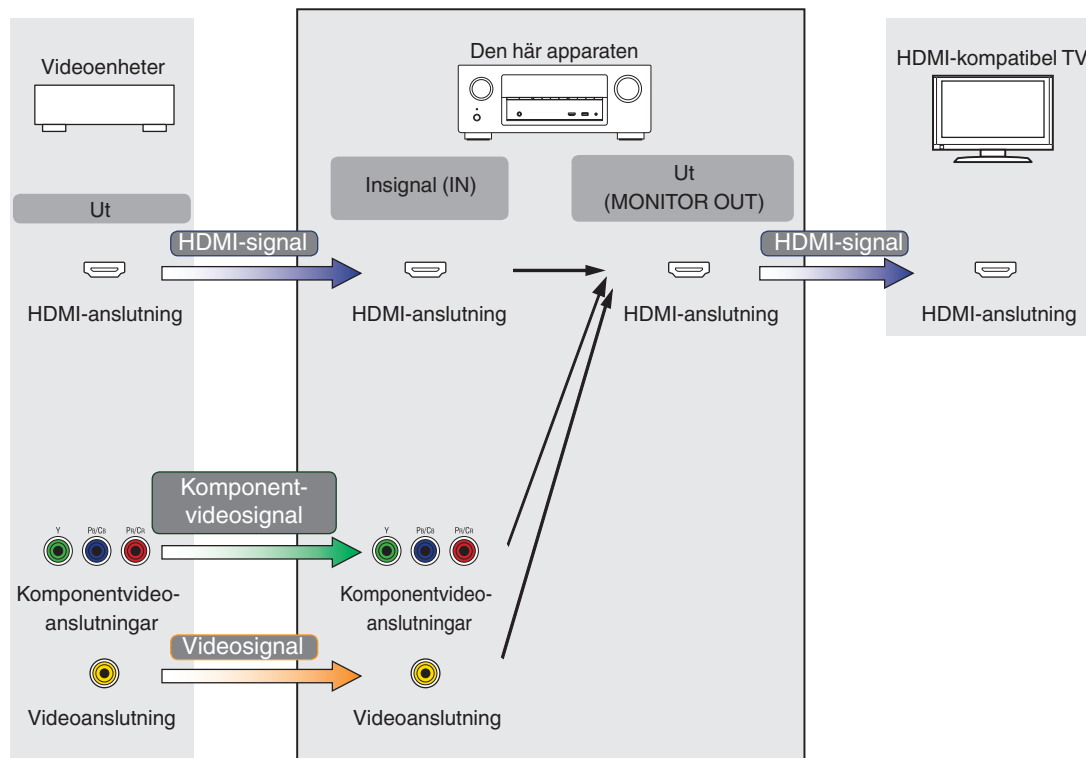 Videoenheter
Den här apparaten
HDMI-kompatibel TV
Ut
Insignal (IN)
Ut
(MONITOR OUT)
HDMI-signal
HDMI-signal
HDMI-anslutning
HDMI-anslutning
HDMI-anslutning
HDMI-anslutning
Komponent-
videosignal
Y PB/CB PR/CR
Y PB/CB PR/CR
Komponentvideo-
anslutningar
Komponentvideo-
anslutningar
Videosignal
Videoanslutning
Videoanslutning